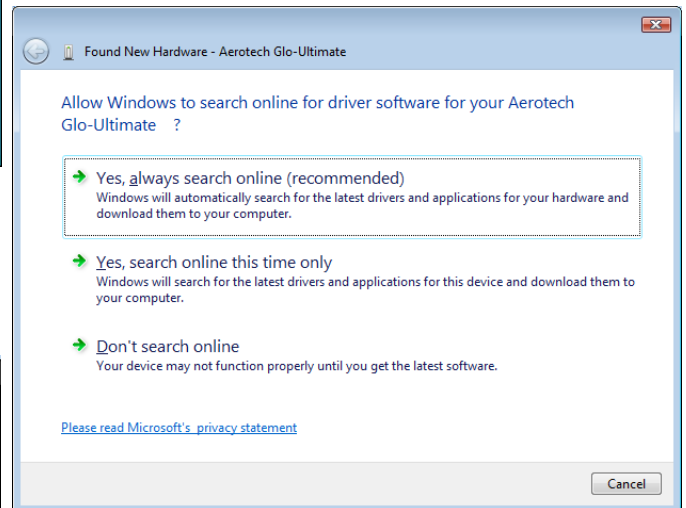 Found New Hardware - Aerotech Glo-Ultimate
Allow Windows to search online for driver software for your Aerotech
Glo-Ultimate ?
Yes, always search online (recommended)
Windows will automatically search for the latest drivers and applications for your hardware and
download them to your computer.
Yes, search online this time only
Windows will search for the latest drivers and applications for this device and download them to
your computer.
Don't search online
Your device may not function properly until you get the latest software.
Please read Microsoft's privacy statement
Cancel